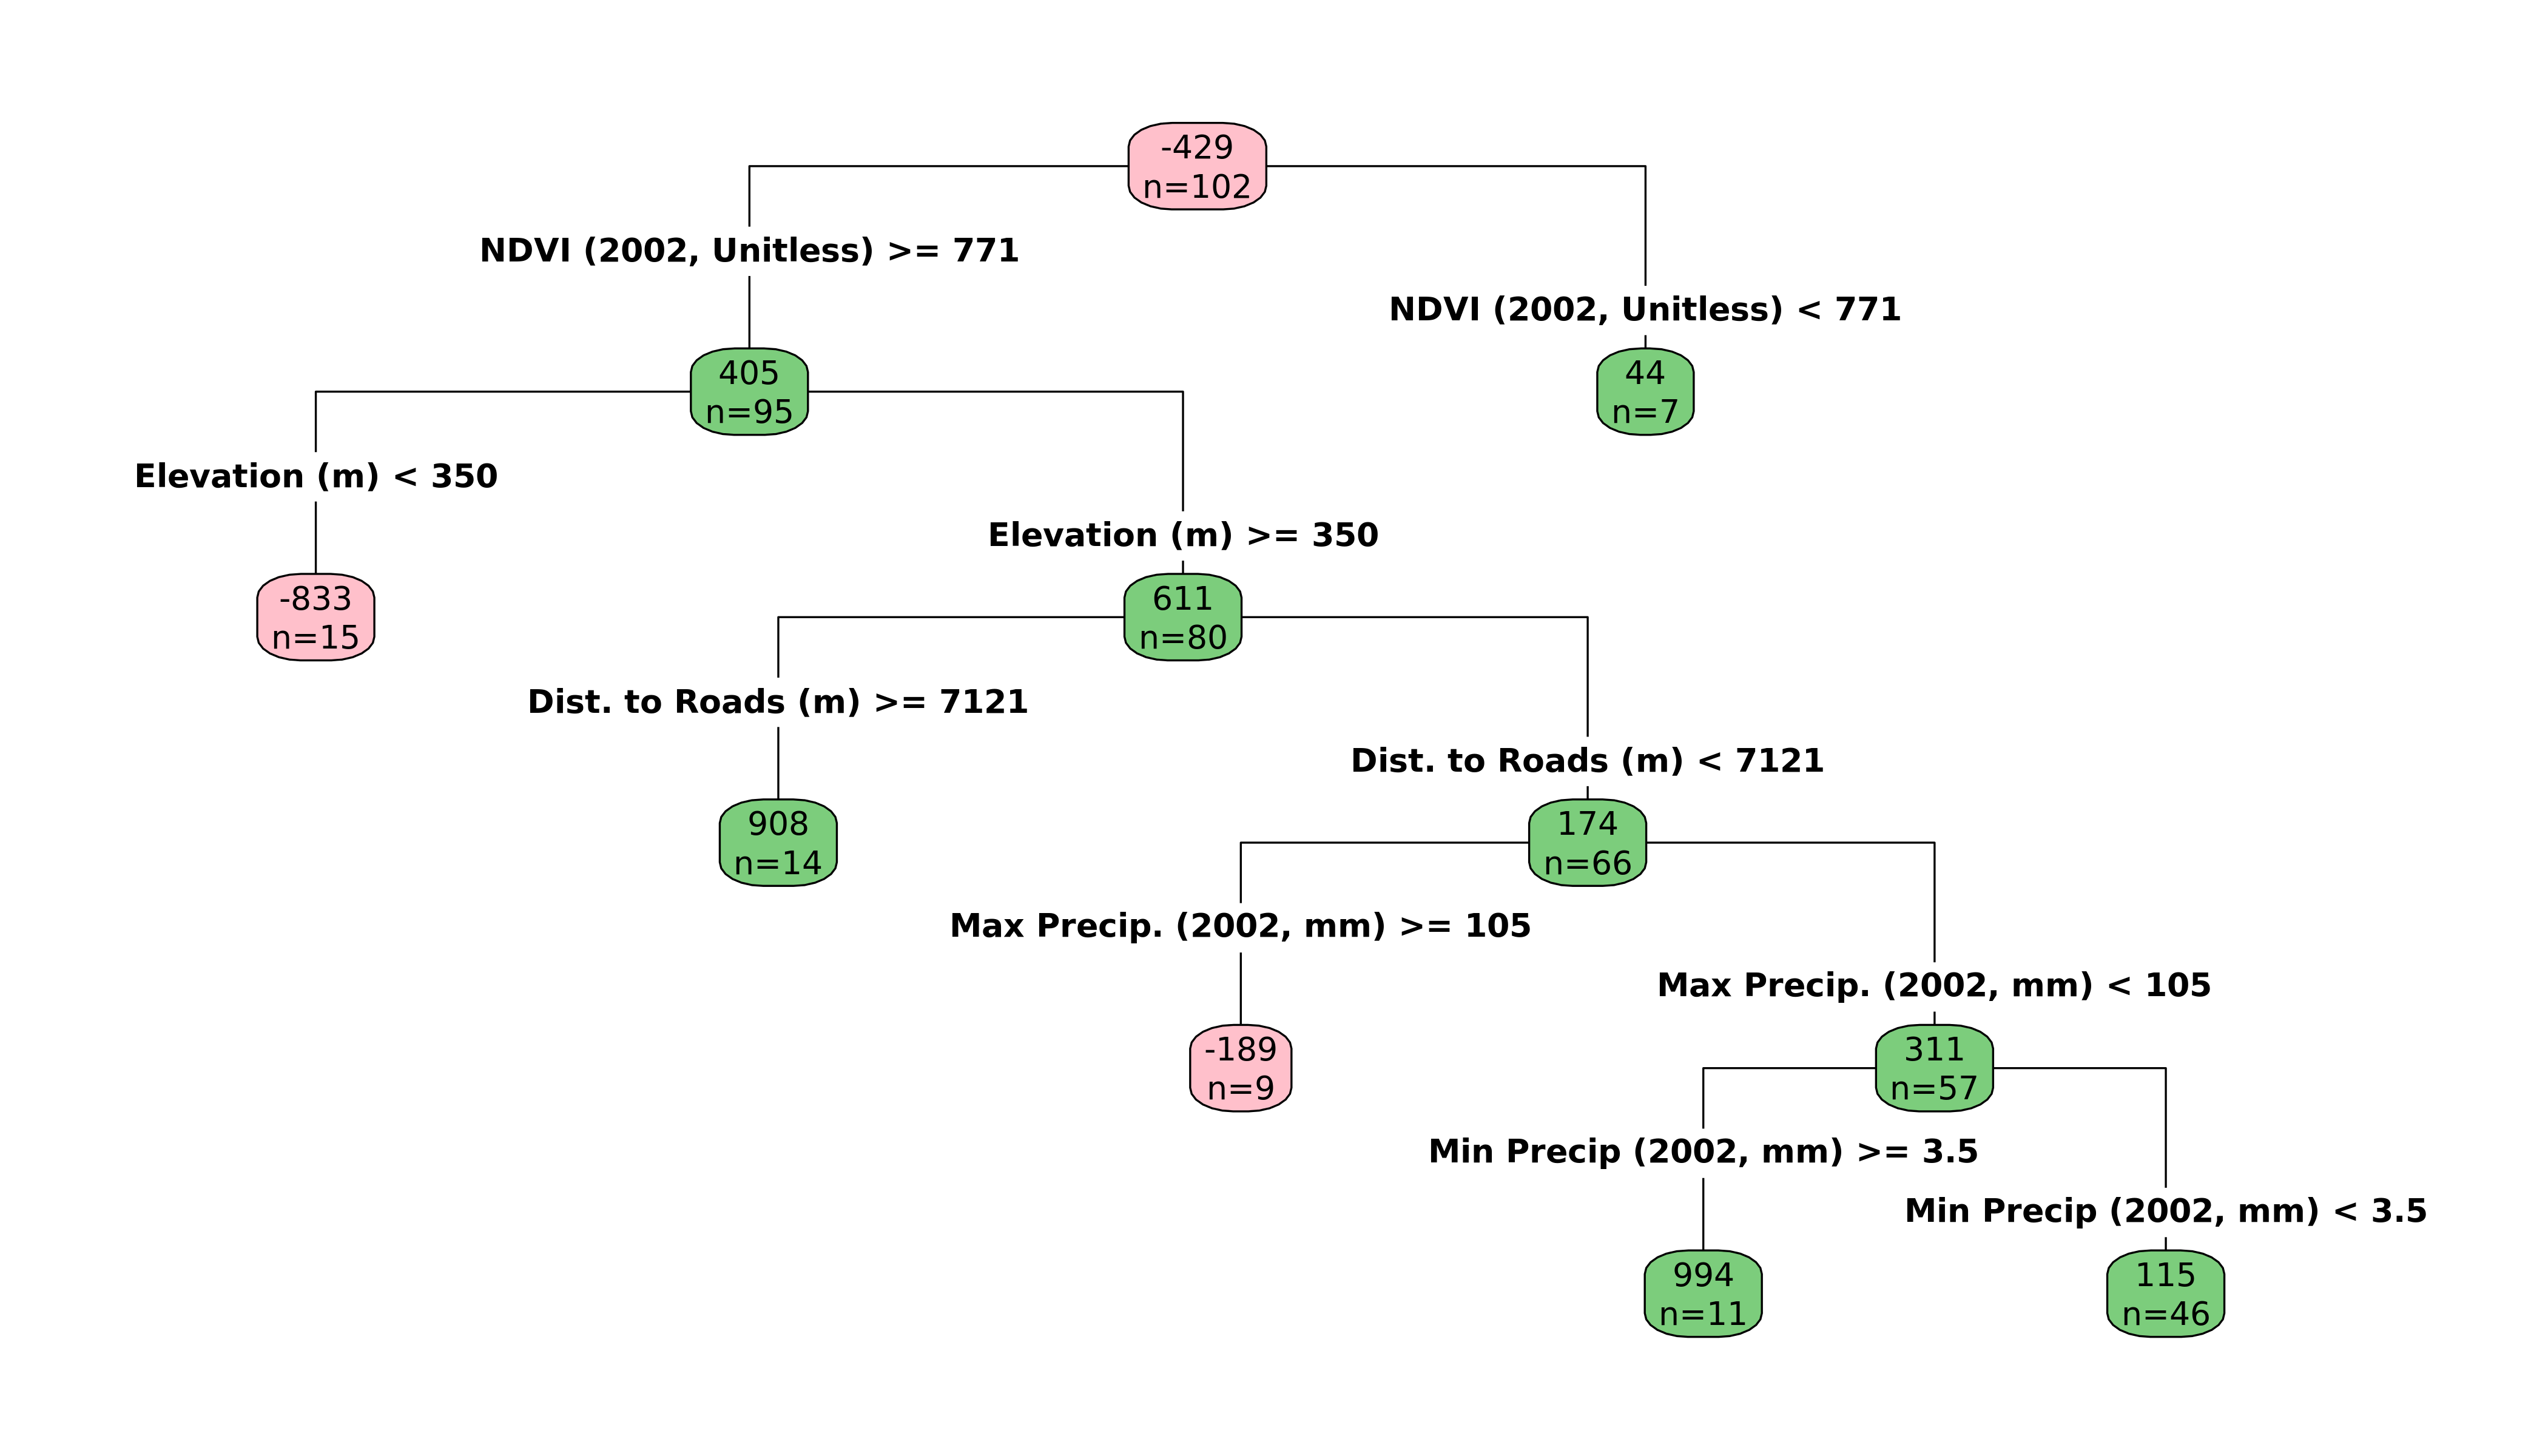 -429
n=102
NDVI (2002, Unitless) >= 771
NDVI (2002, Unitless) < 771
405
n=95
44
n=7
Elevation (m) < 350
Elevation (m) >= 350
-833
n=15
611
n=80
Dist. to Roads (m) >= 7121
Dist. to Roads (m) < 7121
908
n=14
174
n=66
Max Precip. (2002, mm) >= 105
Max Precip. (2002, mm) < 105
-189
n=9
311
n=57
Min Precip (2002, mm) >= 3.5
Min Precip (2002, mm) < 3.5
994
n=11
115
n=46